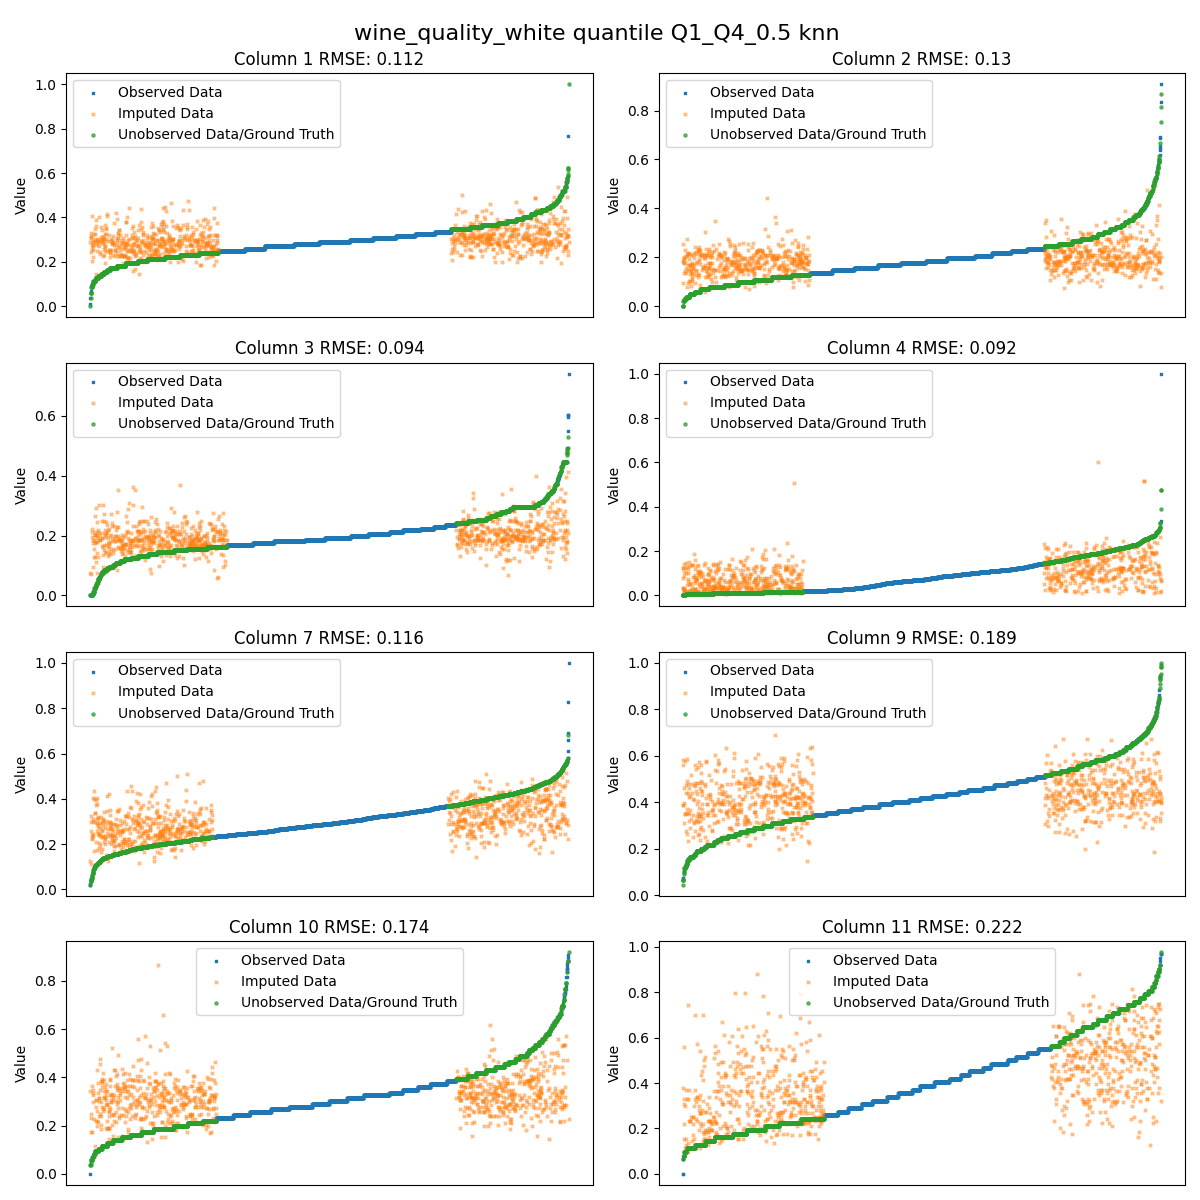 wine_quality_white quantile Q1_Q4_0.5 knn
Column 1 RMSE: 0.112
Value
1.0
0.8
0.6
0.4
0.2
0.0
Observed Data
Imputed Data
Unobserved Data/Ground Truth
Column 2 RMSE: 0.13
Value
0.8
0.6
0.4
0.2
0.0
Observed Data
Imputed Data
Unobserved Data/Ground Truth
Column 3 RMSE: 0.094
Value
0.6
0.4
0.2
0.0
Observed Data
Imputed Data
Unobserved Data/Ground Truth
Column 4 RMSE: 0.092
Value
1.0
0.8
0.6
0.4
0.2
0.0
Observed Data
Imputed Data
Unobserved Data/Ground Truth
Column 7 RMSE: 0.116
Value
1.0
0.8
0.6
0.4
0.2
0.0
Observed Data
Imputed Data
Unobserved Data/Ground Truth
Column 9 RMSE: 0.189
Value
1.0
0.8
0.6
0.4
0.2
0.0
Observed Data
Imputed Data
Unobserved Data/Ground Truth
Column 10 RMSE: 0.174
Value
0.8
0.6
0.4
0.2
0.0
Observed Data
Imputed Data
Unobserved Data/Ground Truth
Column 11 RMSE: 0.222
Value
1.0
0.8
0.6
0.4
0.2
0.0
Observed Data
Imputed Data
Unobserved Data/Ground Truth